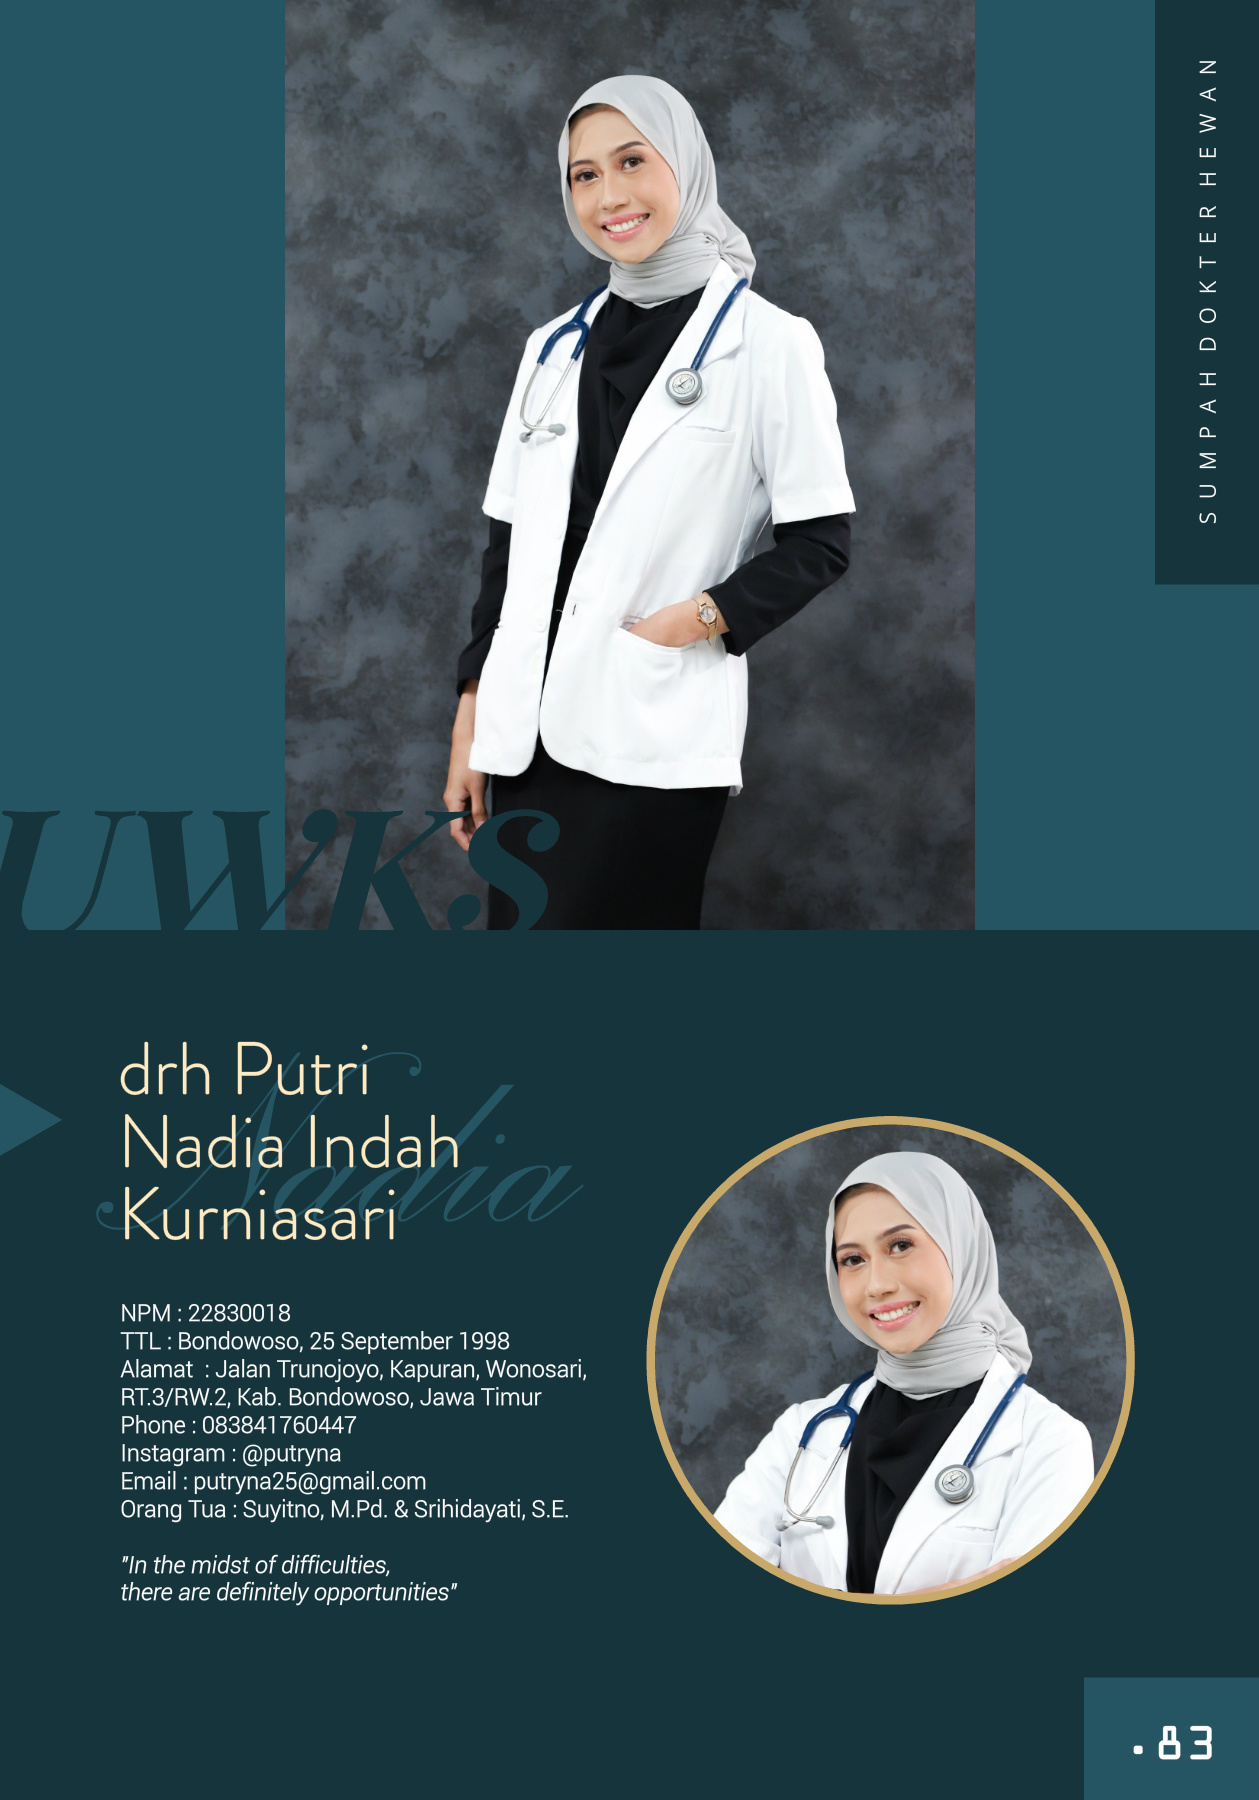 SUMPAH DOKTER HEWAN
UWKS
Nadia
drh Putri
Nadia Indah
Kurniasari
NPM : 22830018
TTL : Bondowoso, 25 September 1998
Alamat : Jalan Trunojoyo, Kapuran, Wonosari,
RT.3/RW.2, Kab. Bondowoso, Jawa Timur
Phone : 083841760447
Instagram : @putryna
Email : putryna25@gmail.com
Orang Tua : Suyitno, M.Pd. & Srihidayati, S.E.
"In the midst of difficulties,
there are definitely opportunities"
.83